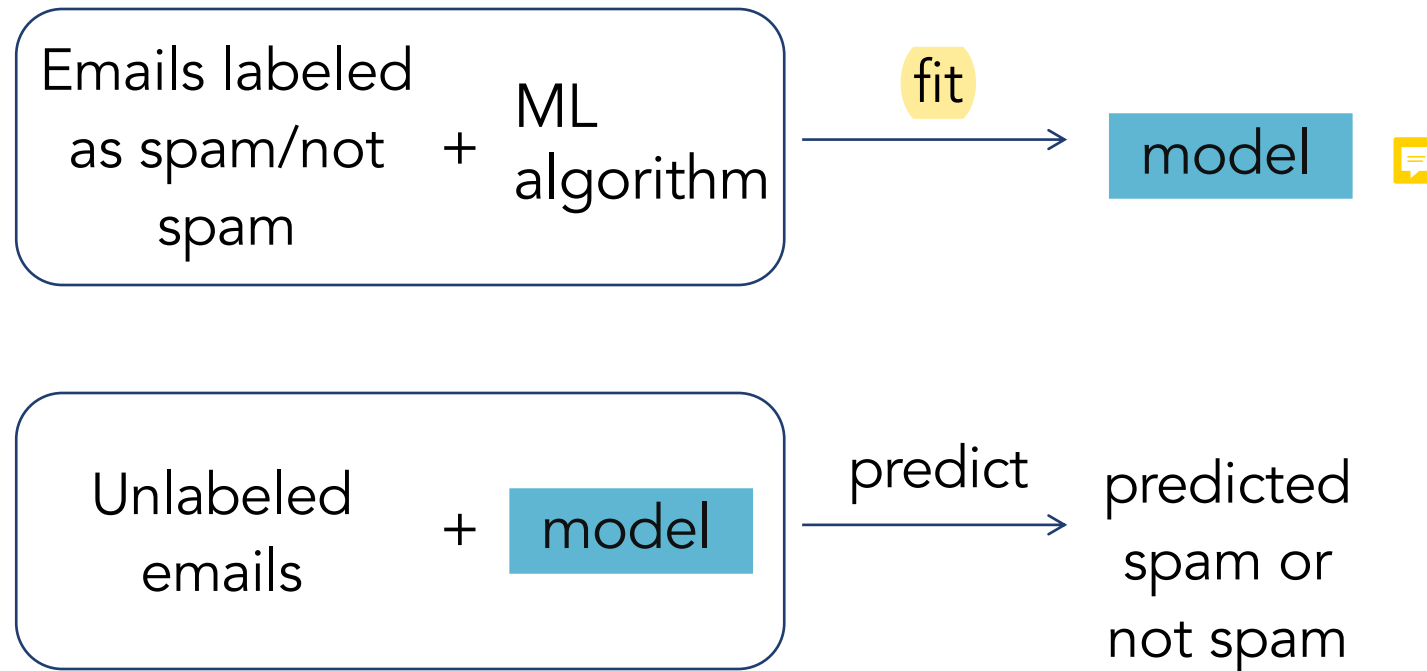 Emails labeled
as spam/not
spam
+
ML
algorithm
fit
model
Unlabeled
emails
+
model
predict
predicted
spam or
not spam